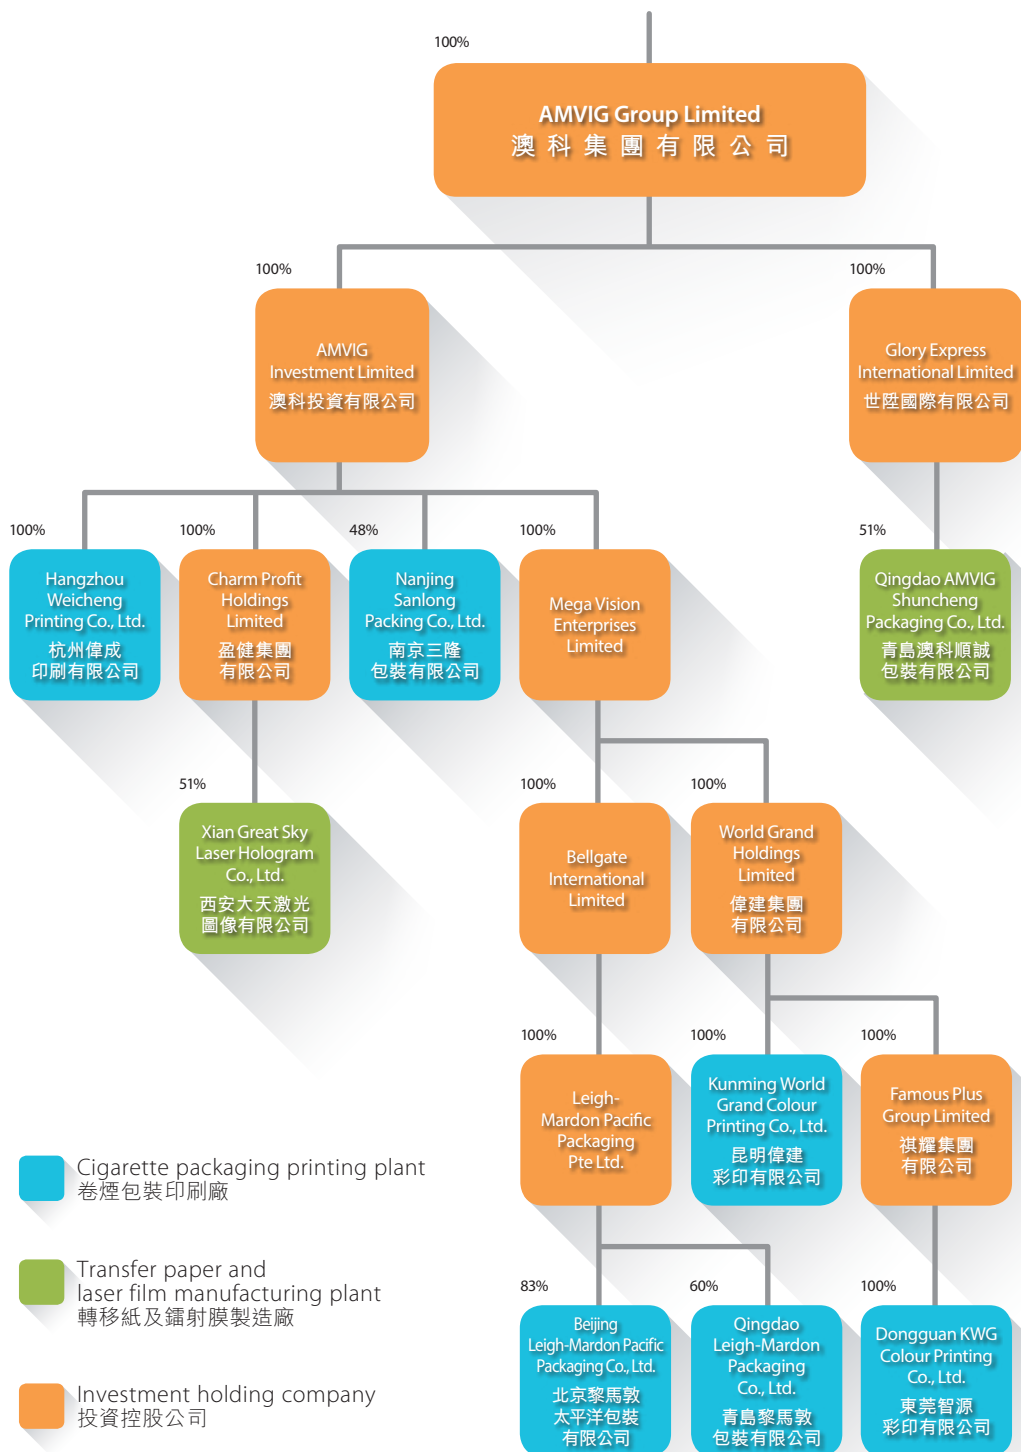 100%
AMVIG Group Limited
澳科集團有限公司
100%
100%
AMVIG
Investment Limited
澳科投資有限公司
Glory Express
International Limited
世陞國際有限公司
100%
100%
48%
100%
51%
Hangzhou
Weicheng
Printing Co., Ltd.
杭州偉成
印刷有限公司
Charm Profit
Holdings
Limited
盈健集團
有限公司
Nanjing
Sanlong
Packing Co., Ltd.
南京三隆
包裝有限公司
Mega Vision
Enterprises
Limited
Qingdao AMVIG
Shuncheng
Packaging Co., Ltd.
青島澳科順誠
包裝有限公司
51%
100%
100%
Xian Great Sky
Laser Hologram
Co., Ltd.
西安大天激光
圖像有限公司
Bellgate
International
Limited
World Grand
Holdings
Limited
偉建集團
有限公司
100%
100%
100%
Leigh-
Mardon Pacific
Packaging
Pte Ltd.
Kunming World
Grand Colour
Printing Co., Ltd.
昆明偉建
彩印有限公司
Famous Plus
Group Limited
祺耀集團
有限公司
83%
60%
100%
Beijing
Leigh-Mardon Pacific
Packaging Co., Ltd.
北京黎馬敦
太平洋包裝
有限公司
Qingdao
Leigh-Mardon
Packaging
Co., Ltd.
青島黎馬敦
包裝有限公司
Dongguan KWG
Colour Printing
Co., Ltd.
東莞智源
彩印有限公司
Cigarette packaging printing plant
卷煙包裝印刷廠
Transfer paper and
laser film manufacturing plant
轉移紙及鐳射膜製造廠
Investment holding company
投資控股公司